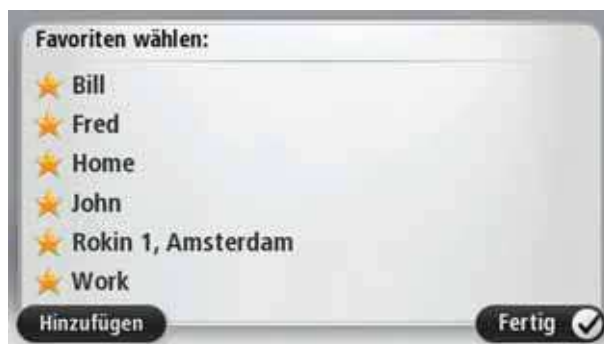 Favoriten wählen:
Bill
Fred
Home
John
Rokin 1, Amsterdam
Work
Hinzufügen
Fertig